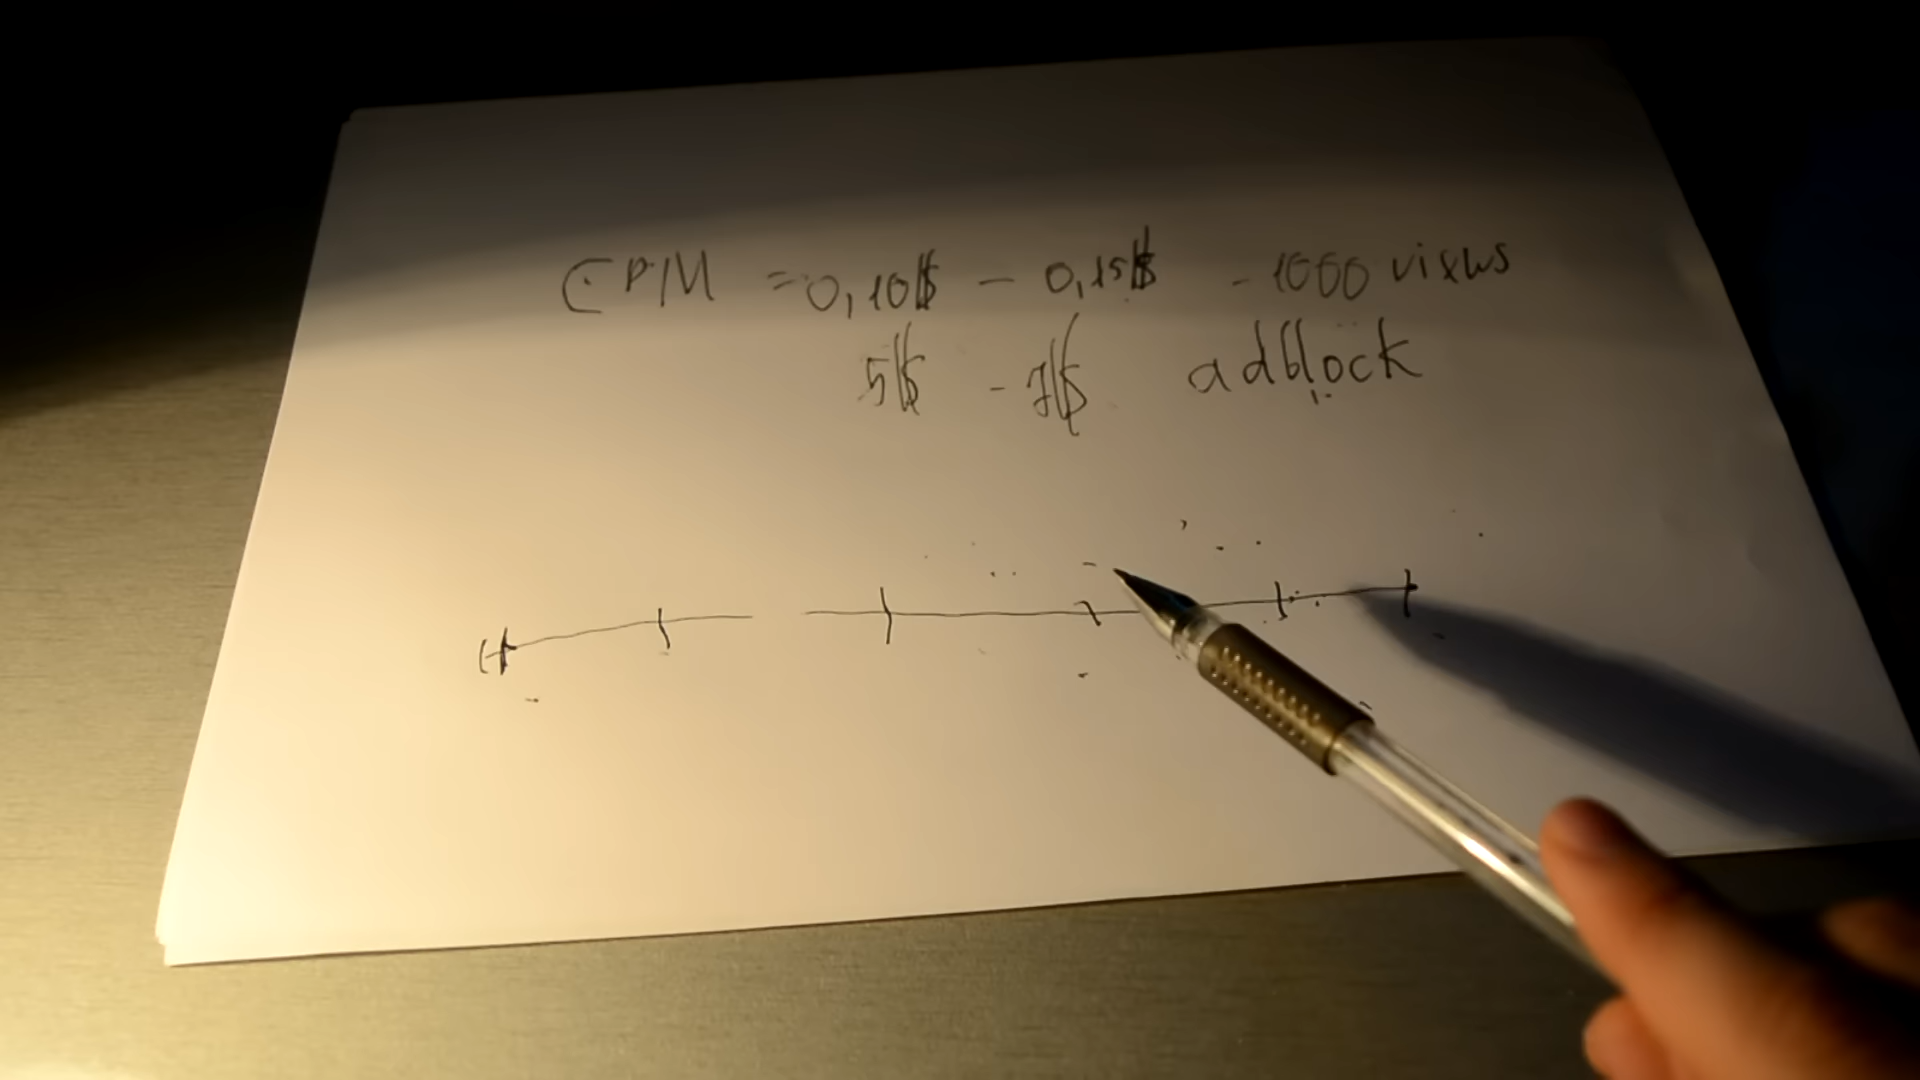 CPM = 0,10$ - 0,15$ - 1000 views
5$ - 7$ adblock